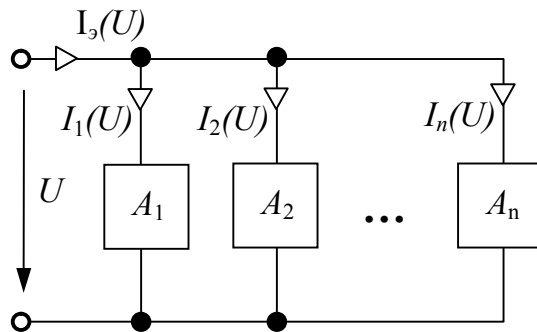 Iэ(U)
I1(U) I2(U) In(U)
U A1 A2 ... An